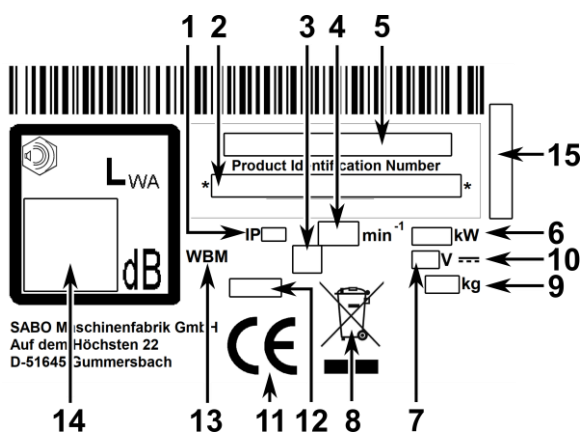 1 2 3 4 5
Product Identification Number
* *
15
LWA
IP min-1 kW 6
dB WBM V 10
kg 9
SABO Maschinenfabrik GmbH
Auf dem Höchsten 22
D-51645 Gummersbach
CE
14 13 11 12 8 7